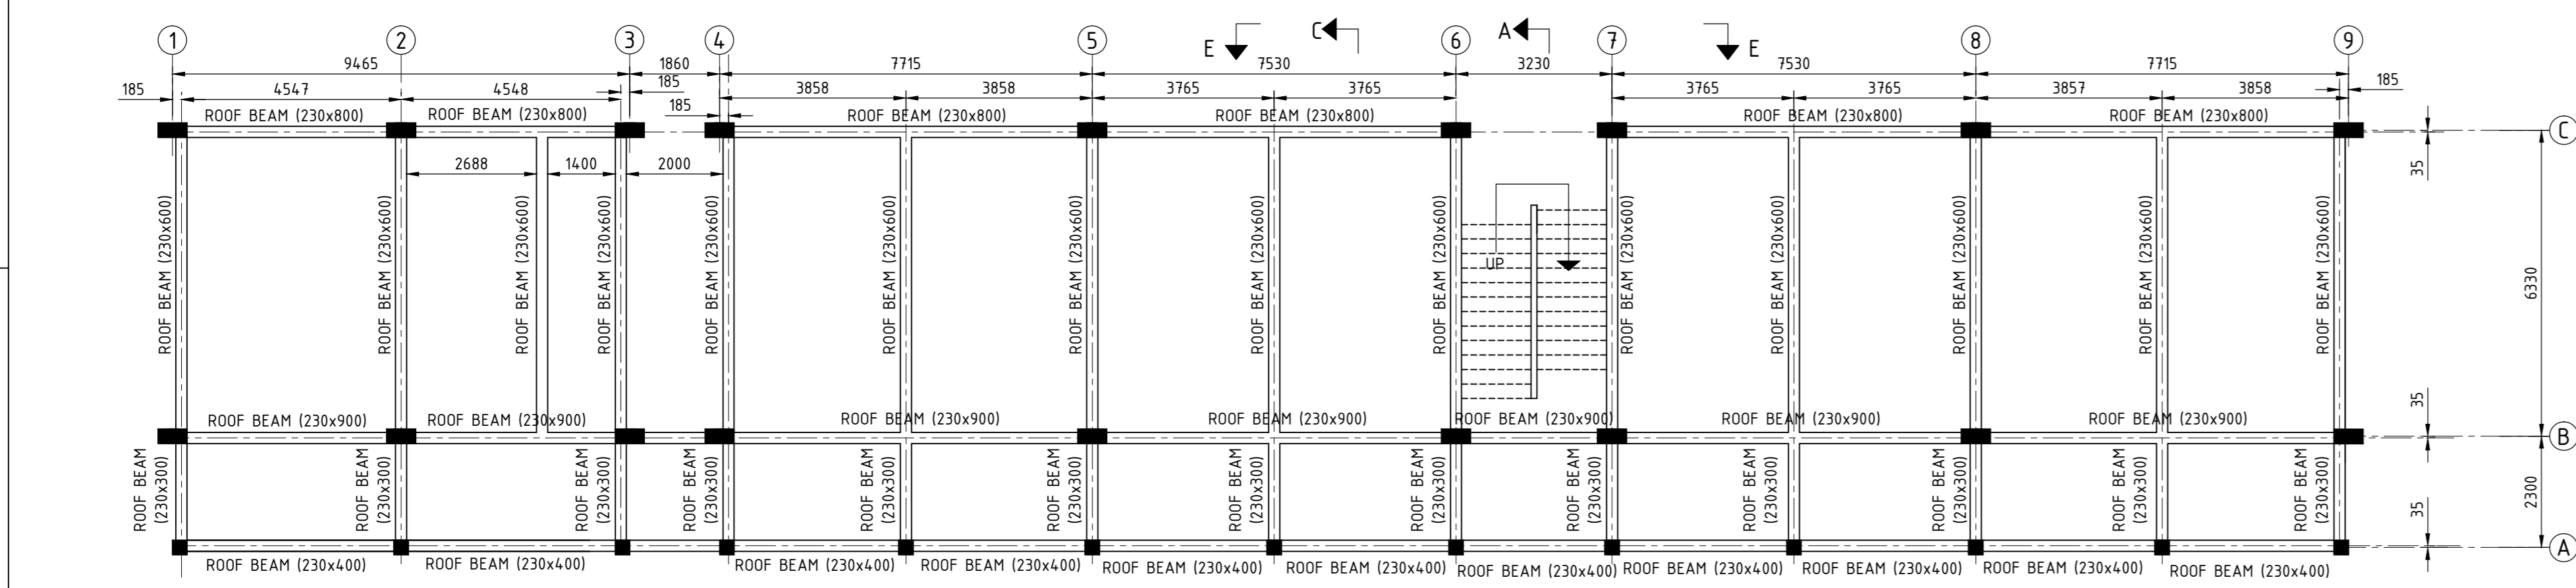 1 2 3 4 5 6 7 8 9
E C A E
9465 1860 7715 7530 3230 7530 7715
185 4547 4548 185 3858 3858 3765 3765 3765 3765 3857 3858 185
185
ROOF BEAM (230x800) ROOF BEAM (230x800) ROOF BEAM (230x800) ROOF BEAM (230x800) ROOF BEAM (230x800) ROOF BEAM (230x800)
C
35
2688 1400 2000
ROOF BEAM (230x600)
ROOF BEAM (230x600)
ROOF BEAM (230x600)
ROOF BEAM (230x600)
ROOF BEAM (230x600)
ROOF BEAM (230x600)
ROOF BEAM (230x600)
ROOF BEAM (230x600)
ROOF BEAM (230x600)
UP
ROOF BEAM (230x600)
ROOF BEAM (230x600)
ROOF BEAM (230x600)
ROOF BEAM (230x600)
ROOF BEAM (230x600)
6330
35
ROOF BEAM (230x900) ROOF BEAM (230x900) ROOF BEAM (230x900) ROOF BEAM (230x900) ROOF BEAM (230x900) ROOF BEAM (230x900) ROOF BEAM (230x900)
B
ROOF BEAM
(230x300)
ROOF BEAM
(230x300)
ROOF BEAM
(230x300)
ROOF BEAM
(230x300)
ROOF BEAM
(230x300)
ROOF BEAM
(230x300)
ROOF BEAM
(230x300)
ROOF BEAM
(230x300)
ROOF BEAM
(230x300)
ROOF BEAM
(230x300)
ROOF BEAM
(230x300)
ROOF BEAM
(230x300)
ROOF BEAM
(230x300)
2300
35
A
ROOF BEAM (230x400) ROOF BEAM (230x400) ROOF BEAM (230x400) ROOF BEAM (230x400) ROOF BEAM (230x400) ROOF BEAM (230x400) ROOF BEAM (230x400) ROOF BEAM (230x400) ROOF BEAM (230x400) ROOF BEAM (230x400) ROOF BEAM (230x400)